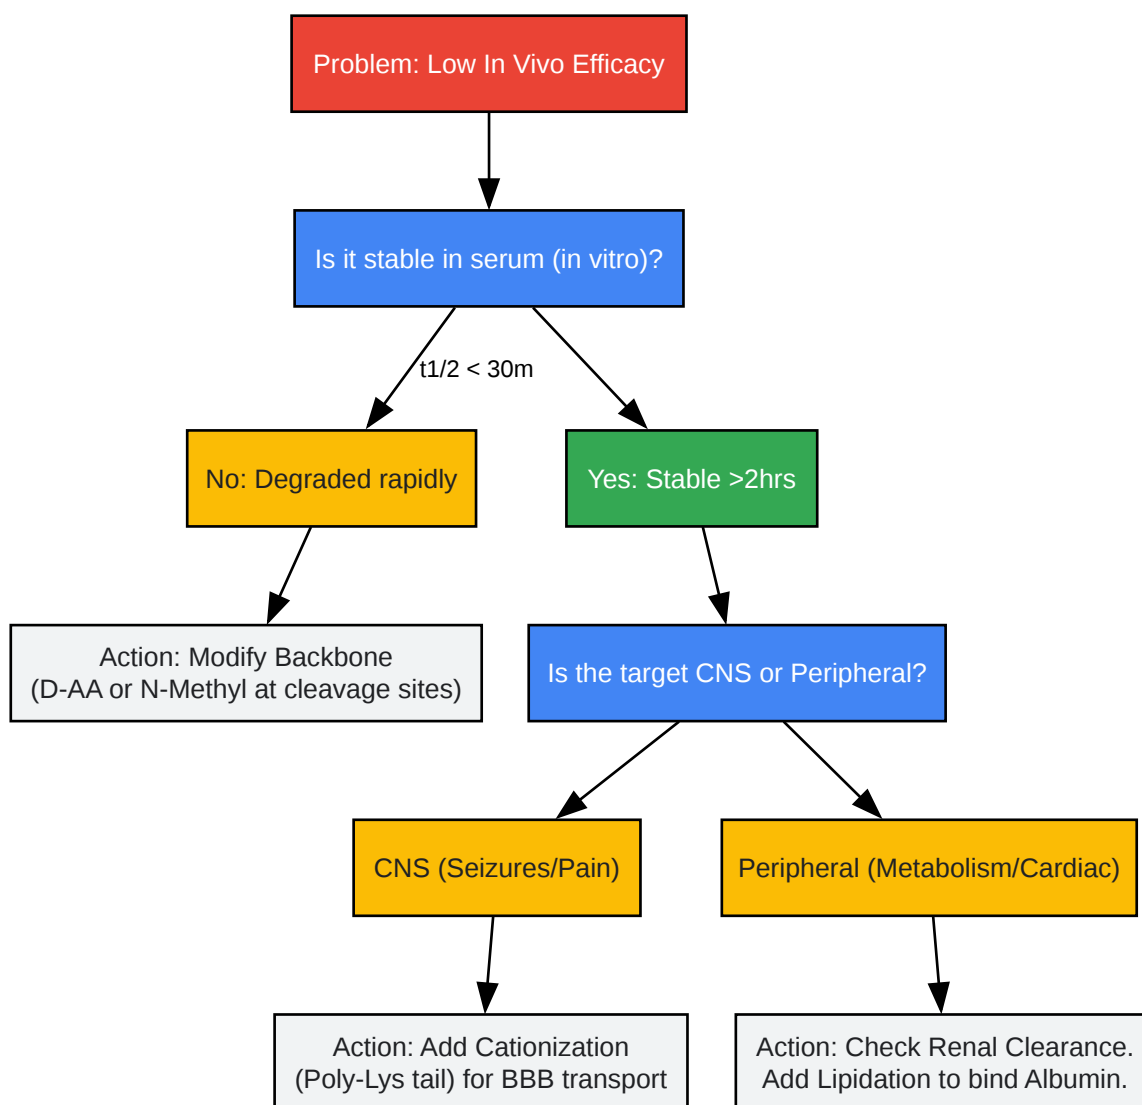 Problem: Low In Vivo Efficacy
Is it stable in serum (in vitro)?
t1/2 < 30m
No: Degraded rapidly
Yes: Stable >2hrs
Action: Modify Backbone
(D-AA or N-Methyl at cleavage sites)
Is the target CNS or Peripheral?
CNS (Seizures/Pain)
Peripheral (Metabolism/Cardiac)
Action: Add Cationization
(Poly-Lys tail) for BBB transport
Action: Check Renal Clearance.
Add Lipidation to bind Albumin.